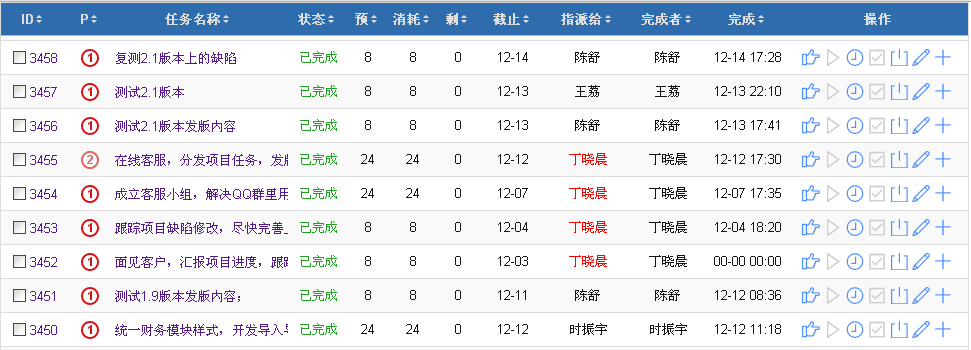 ID P 任务名称 状态 预 消耗 剩 截止 指派给 完成者 完成 操作
3458 1 复测2.1版本上的缺陷 已完成 8 8 0 12-14 陈舒 陈舒 12-14 17:28
3457 1 测试2.1版本 已完成 8 8 0 12-13 王荔 王荔 12-13 22:10
3456 1 测试2.1版本发版内容 已完成 8 8 0 12-13 陈舒 陈舒 12-13 17:41
3455 2 在线客服，分发项目任务，发版 已完成 24 24 0 12-12 丁晓晨 丁晓晨 12-12 17:30
3454 1 成立客服小组，解决QQ群里用 已完成 24 24 0 12-07 丁晓晨 丁晓晨 12-07 17:35
3453 1 跟踪项目缺陷修改，尽快完善 已完成 8 8 0 12-04 丁晓晨 丁晓晨 12-04 18:20
3452 1 面见客户，汇报项目进度，跟踪 已完成 8 8 0 12-03 丁晓晨 丁晓晨 00-00 00:00
3451 1 测试1.9版本发版内容; 已完成 8 8 0 12-11 陈舒 陈舒 12-12 08:36
3450 1 统一财务模块样式，开发导入 已完成 24 24 0 12-12 时振宇 时振宇 12-12 11:18